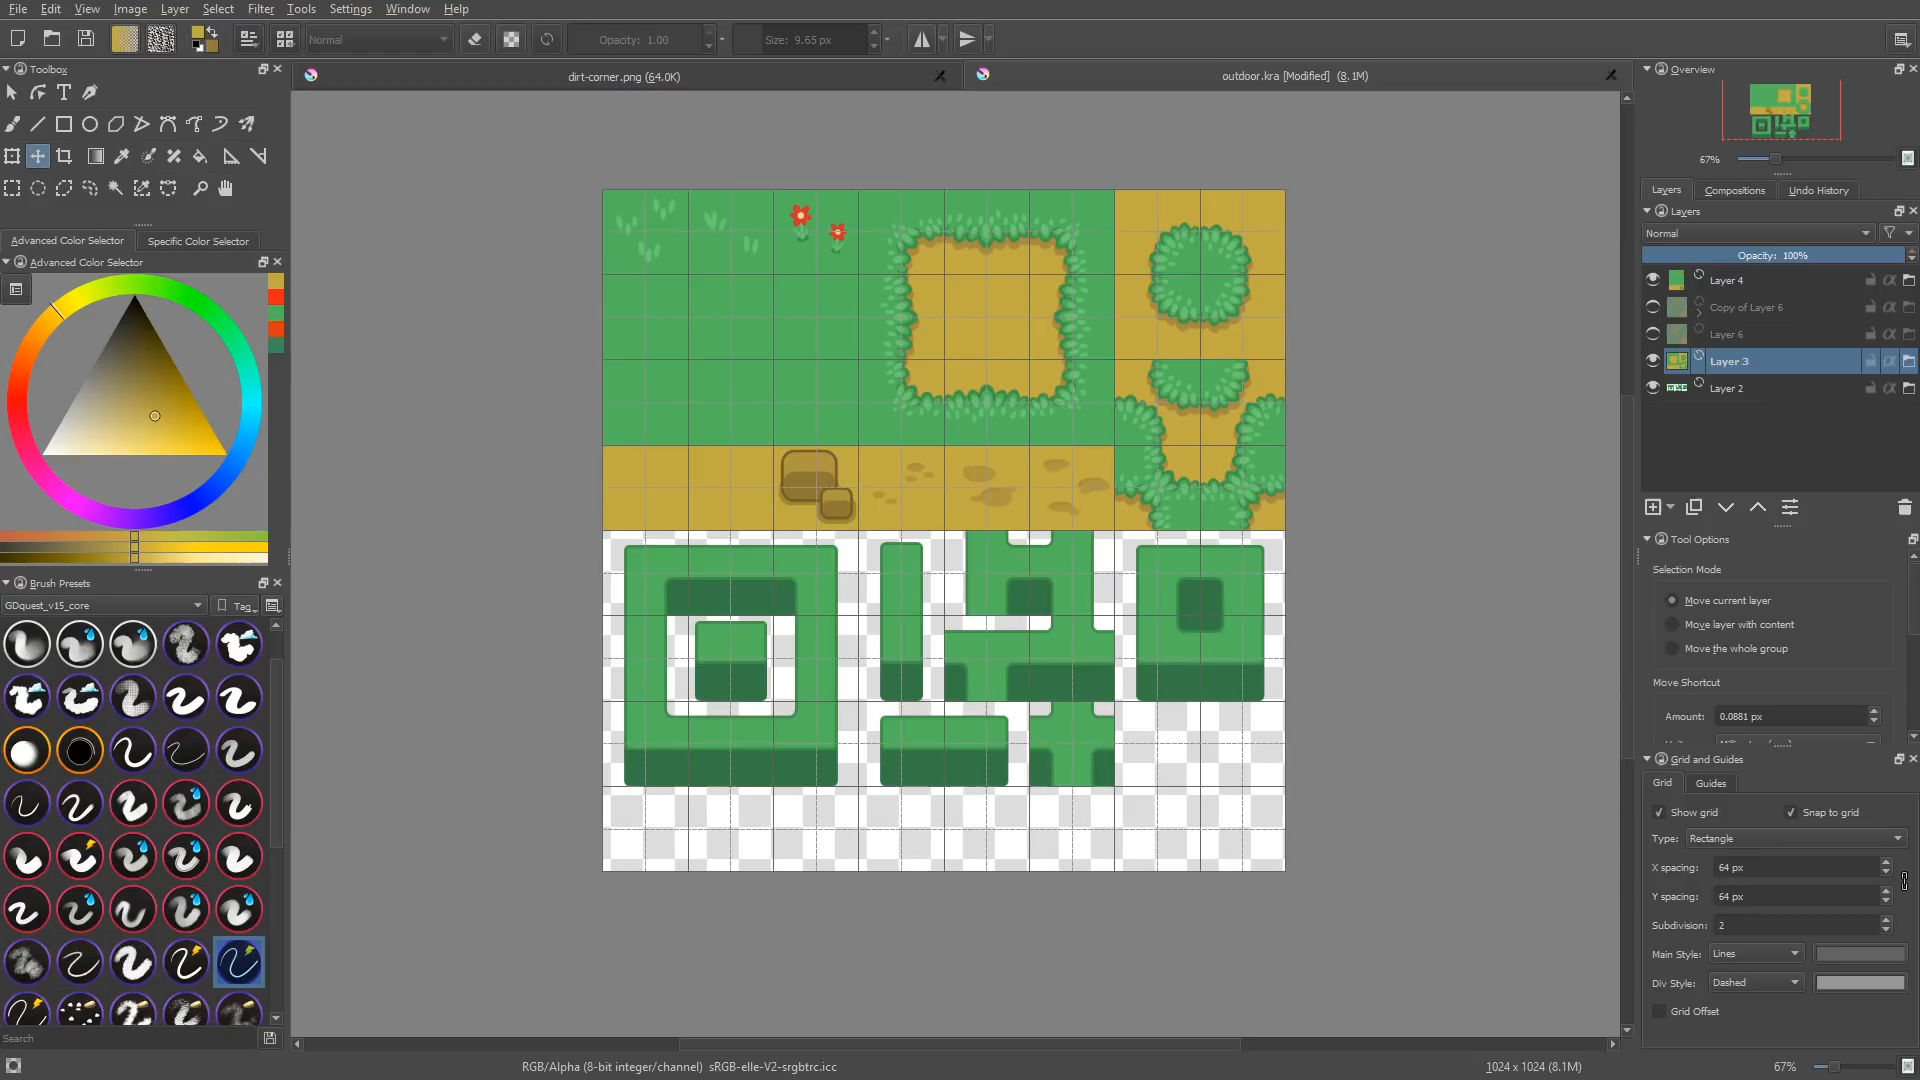 File Edit View Image Layer Select Filter Tools Settings Window Help
Normal
Opacity: 1.00
Size: 9.65 px
Toolbox
dirt-corner.png (64.0K)
outdoor.kra [Modified] (8.1M)
Advanced Color Selector
Specific Color Selector
Advanced Color Selector
Brush Presets
GDquest_v15_core
Tag
Search
Overview
67%
Layers
Compositions
Undo History
Layers
Normal
Opacity: 100%
Layer 4
Copy of Layer 6
Layer 6
Layer 3
Layer 2
Tool Options
Selection Mode
Move current layer
Move layer with content
Move the whole group
Move Shortcut
Amount: 0.0881 px
Grid and Guides
Grid
Guides
Show grid
Snap to grid
Type: Rectangle
X spacing: 64 px
Y spacing: 64 px
Subdivision: 2
Main Style: Lines
Div Style: Dashed
Grid Offset
RGB/Alpha (8-bit integer/channel) sRGB-elle-V2-srgbtrc.icc
1024 x 1024 (8.1M)
67%